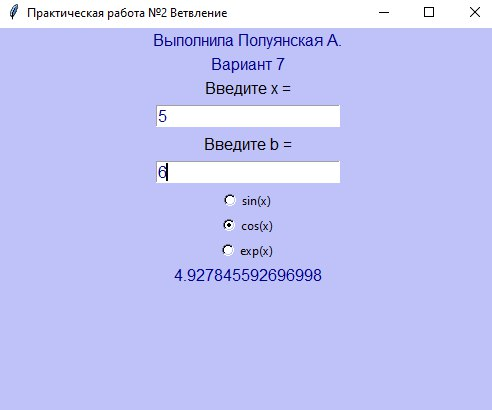 Практическая работа №2 Ветвление
Выполнила Полуянская А.
Вариант 7
Введите x =
5
Введите b =
6
sin(x)
cos(x)
exp(x)
4.927845592696998